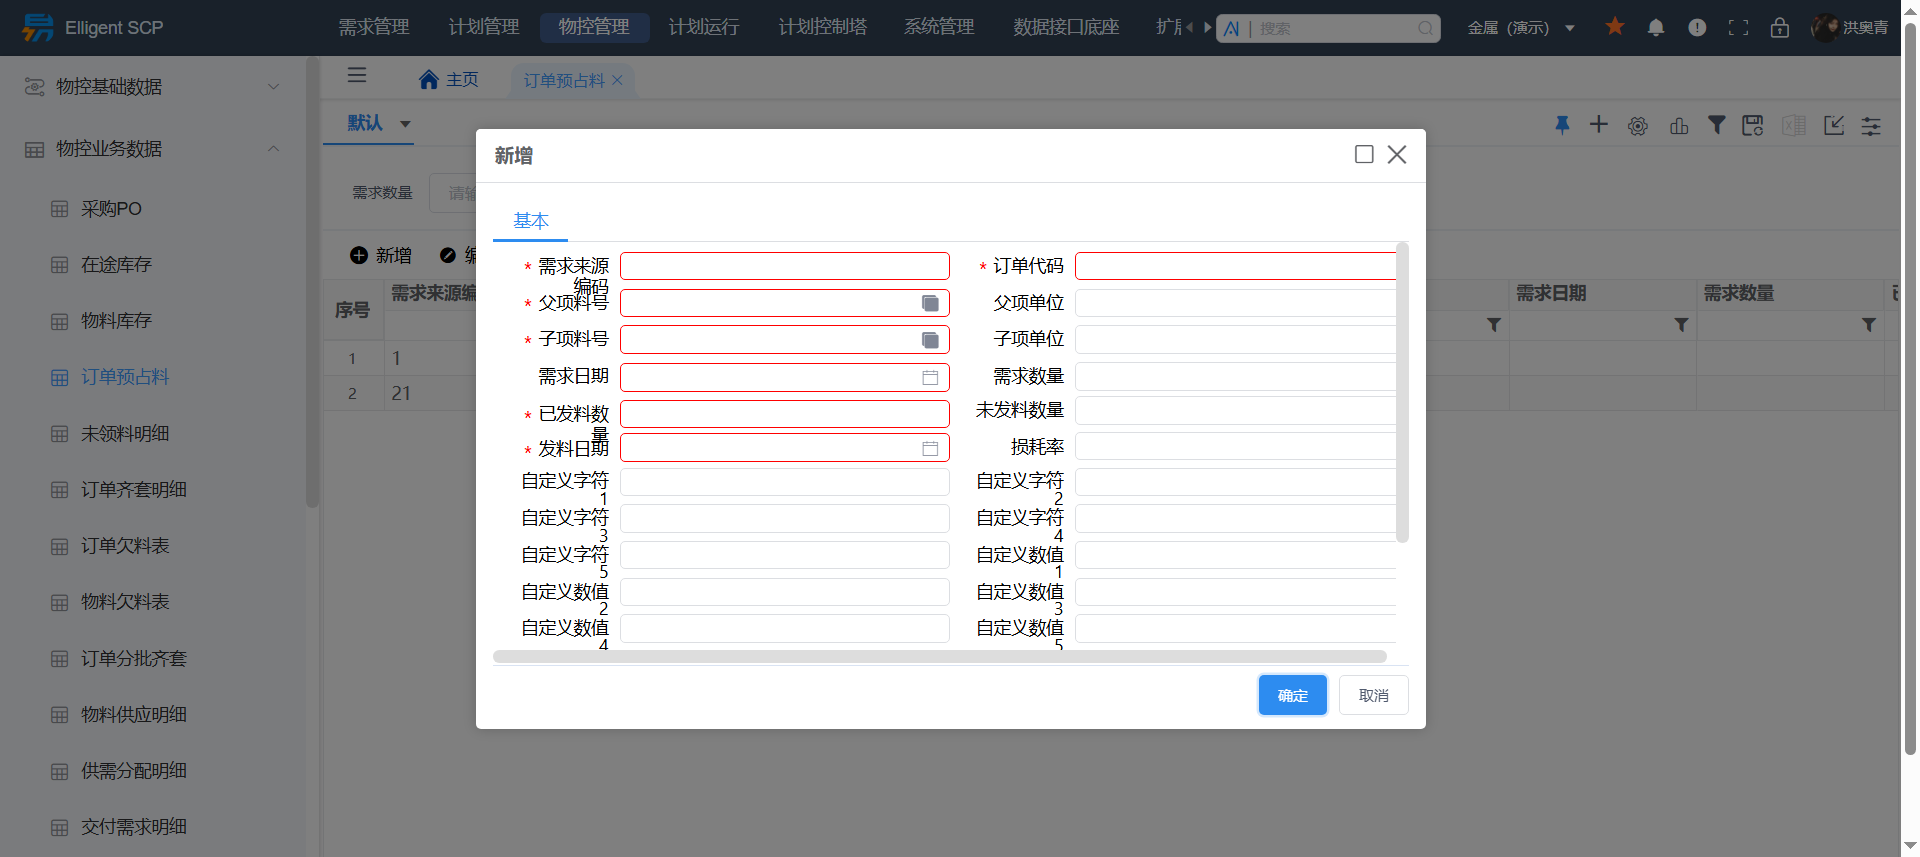 Elligent SCP
需求管理 计划管理 物控管理 计划运行 计划控制塔 系统管理 数据接口底座
AI | 搜索
金属 (演示)
洪奥青
物控基础数据
物控业务数据
采购PO
在途库存
物料库存
订单预占料
未领料明细
订单齐套明细
订单欠料表
物料欠料表
订单分批齐套
物料供应明细
供需分配明细
交付需求明细
主页 订单预占料
默认
需求数量
新增
序号 需求来源编 需求日期 需求数量
1 1
2 21
新增
基本
* 需求来源
编码
* 订单代码
* 父项料号 父项单位
* 子项料号 子项单位
需求日期 需求数量
* 已发料数
量
未发料数量
* 发料日期 损耗率
自定义字符
1
自定义字符
2
自定义字符
3
自定义字符
4
自定义字符
5
自定义数值
1
自定义数值
2
自定义数值
3
自定义数值
4
自定义数值
5
确定 取消